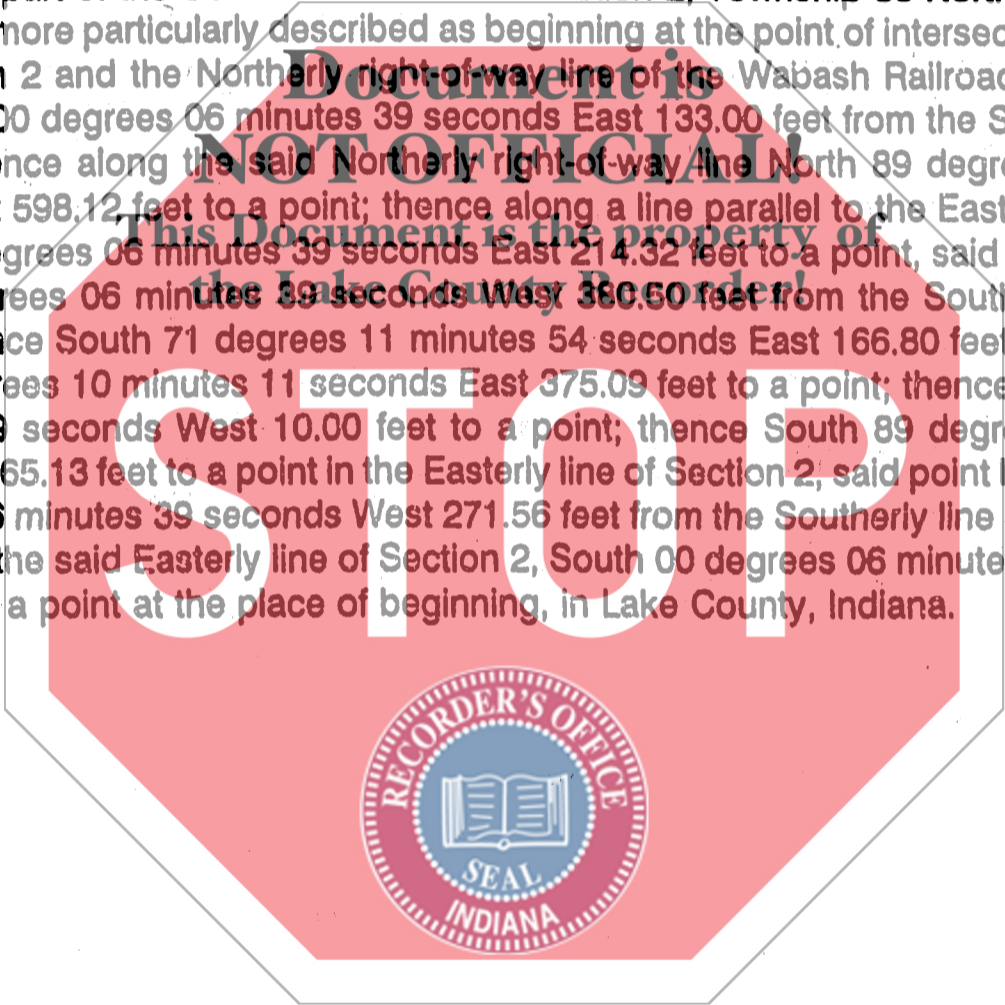 more particularly described as beginning at the point of intersec
2 and the Northerly right-of-way line of the Wabash Railroad
Document is
00 degrees 06 minutes 39 seconds East 133.00 feet from the S
NOT OFFICIAL!
nce along the said Northerly right-of-way line North 89 degr
598.12 feet to a point; thence along a line parallel to the East
This Document is the property of
grees 06 minutes 39 seconds East 214.32 feet to a point, said
the Lake County Recorder!
rees 06 minutes 39 seconds West feet from the Sout
ce South 71 degrees 11 minutes 54 seconds East 166.80 feet
ees 10 minutes 11 seconds East 375.09 feet to a point; thence
seconds West 10.00 feet to a point; thence South 89 degr
65.13 feet to a point in the Easterly line of Section 2, said point
minutes 39 seconds West 271.56 feet from the Southerly line
he said Easterly line of Section 2, South 00 degrees 06 minute
a point at the place of beginning, in Lake County, Indiana.
STOP
RECORDER'S OFFICE
SEAL
INDIANA